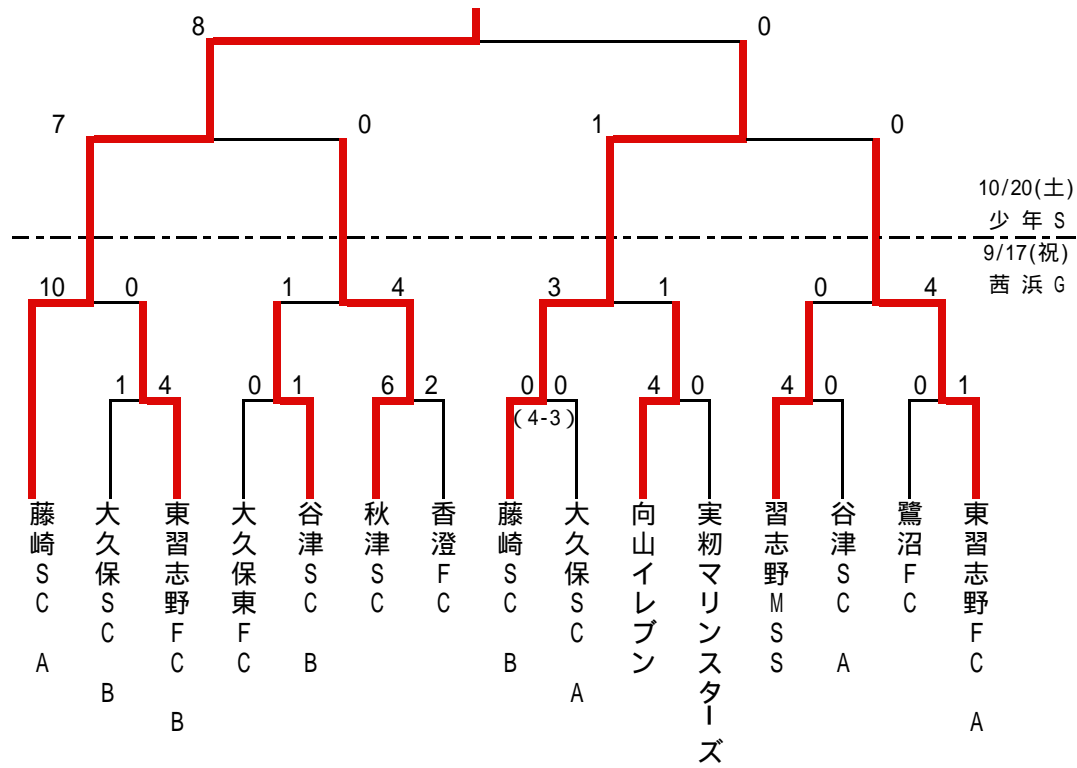 8 0
7 0 1 0
10/20(土)
少年S
9/17(祝)
茜浜G
10 0 1 4 3 1 0 4
1 4 0 1 6 2 0 0 4 0 4 0 0 1
(4-3)
藤崎SC A
大久保SC B
東習志野FC B
大久保東FC
谷津SC B
秋津SC
香澄FC
藤崎SC B
大久保SC A
向山イレブン
実籾マリンスターズ
習志野MSS
谷津SC A
鷺沼FC
東習志野FC A